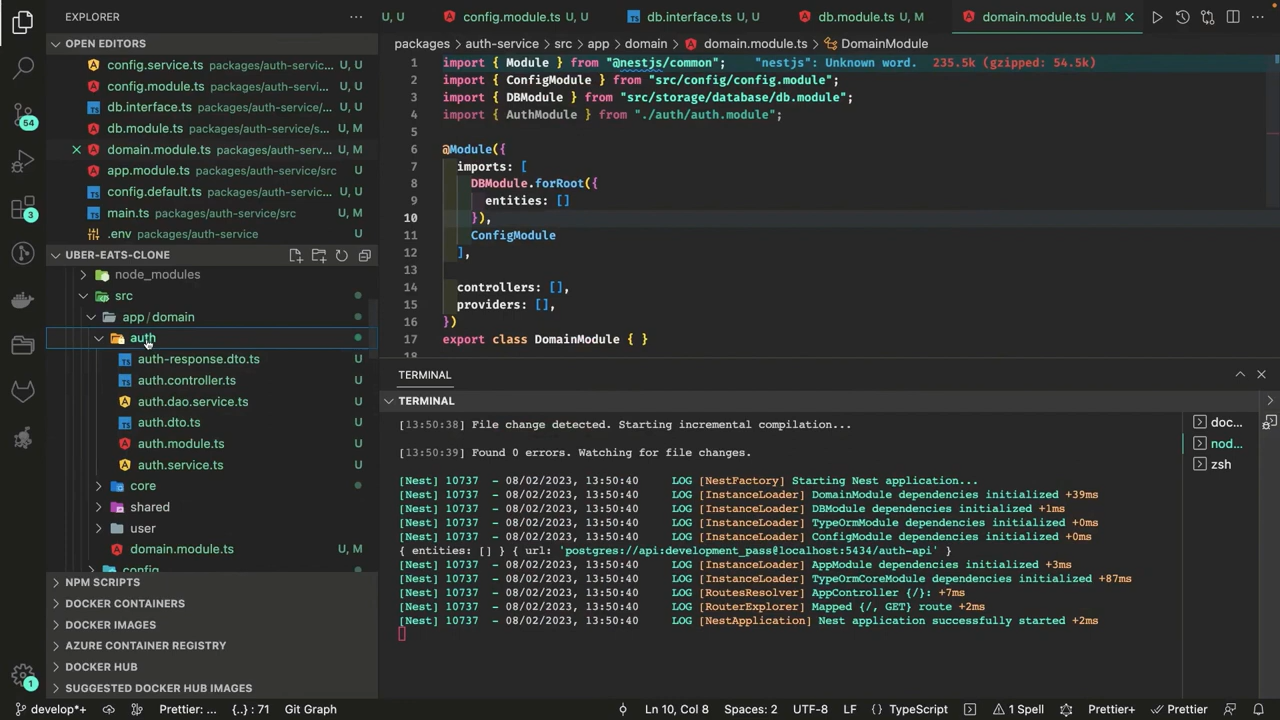 EXPLORER
···
OPEN EDITORS
config.service.ts packages/auth-servi...
config.module.ts packages/auth-servi...
db.interface.ts packages/auth-service/...
db.module.ts packages/auth-service/s... U, M
domain.module.ts packages/auth-serv... U, M
app.module.ts packages/auth-service/src
config.default.ts packages/auth-servic...
main.ts packages/auth-service/src
.env packages/auth-service
UBER-EATS-CLONE
node_modules
src
app/domain
auth
auth-response.dto.ts U
auth.controller.ts U
auth.dao.service.ts U
auth.dto.ts U
auth.module.ts U
auth.service.ts U
core
shared
user
domain.module.ts U, M
config
NPM SCRIPTS
DOCKER CONTAINERS
DOCKER IMAGES
AZURE CONTAINER REGISTRY
DOCKER HUB
SUGGESTED DOCKER HUB IMAGES
54
3
1
U, U config.module.ts U, U db.interface.ts U, U db.module.ts U, M domain.module.ts U, M
packages > auth-service > src > app > domain > domain.module.ts > DomainModule
1 import { Module } from "@nestjs/common"; "nestjs": Unknown word. 235.5k (gzipped: 54.5k)
2 import { ConfigModule } from "src/config/config.module";
3 import { DBModule } from "src/storage/database/db.module";
4 import { AuthModule } from "./auth/auth.module";
5
6 @Module({
7 imports: [
8 DBModule.forRoot({
9 entities: []
10 }),
11 ConfigModule
12 ],
13
14 controllers: [],
15 providers: [],
16 })
17 export class DomainModule { }
18
TERMINAL
TERMINAL
[13:50:38] File change detected. Starting incremental compilation...
[13:50:39] Found 0 errors. Watching for file changes.
[Nest] 10737 - 08/02/2023, 13:50:40 LOG [NestFactory] Starting Nest application...
[Nest] 10737 - 08/02/2023, 13:50:40 LOG [InstanceLoader] DomainModule dependencies initialized +39ms
[Nest] 10737 - 08/02/2023, 13:50:40 LOG [InstanceLoader] DBModule dependencies initialized +1ms
[Nest] 10737 - 08/02/2023, 13:50:40 LOG [InstanceLoader] TypeOrmModule dependencies initialized +0ms
[Nest] 10737 - 08/02/2023, 13:50:40 LOG [InstanceLoader] ConfigModule dependencies initialized +0ms
{ entities: [] } { url: 'postgres://api:development_pass@localhost:5434/auth-api' }
[Nest] 10737 - 08/02/2023, 13:50:40 LOG [InstanceLoader] AppModule dependencies initialized +3ms
[Nest] 10737 - 08/02/2023, 13:50:40 LOG [InstanceLoader] TypeOrmCoreModule dependencies initialized +87ms
[Nest] 10737 - 08/02/2023, 13:50:40 LOG [RoutesResolver] AppController {/}: +7ms
[Nest] 10737 - 08/02/2023, 13:50:40 LOG [RouterExplorer] Mapped {/, GET} route +2ms
[Nest] 10737 - 08/02/2023, 13:50:40 LOG [NestApplication] Nest application successfully started +2ms
doc...
nod...
zsh
develop*+ Prettier: ... {..} : 71 Git Graph Ln 10, Col 8 Spaces: 2 UTF-8 LF TypeScript 1 Spell Prettier+ Prettier